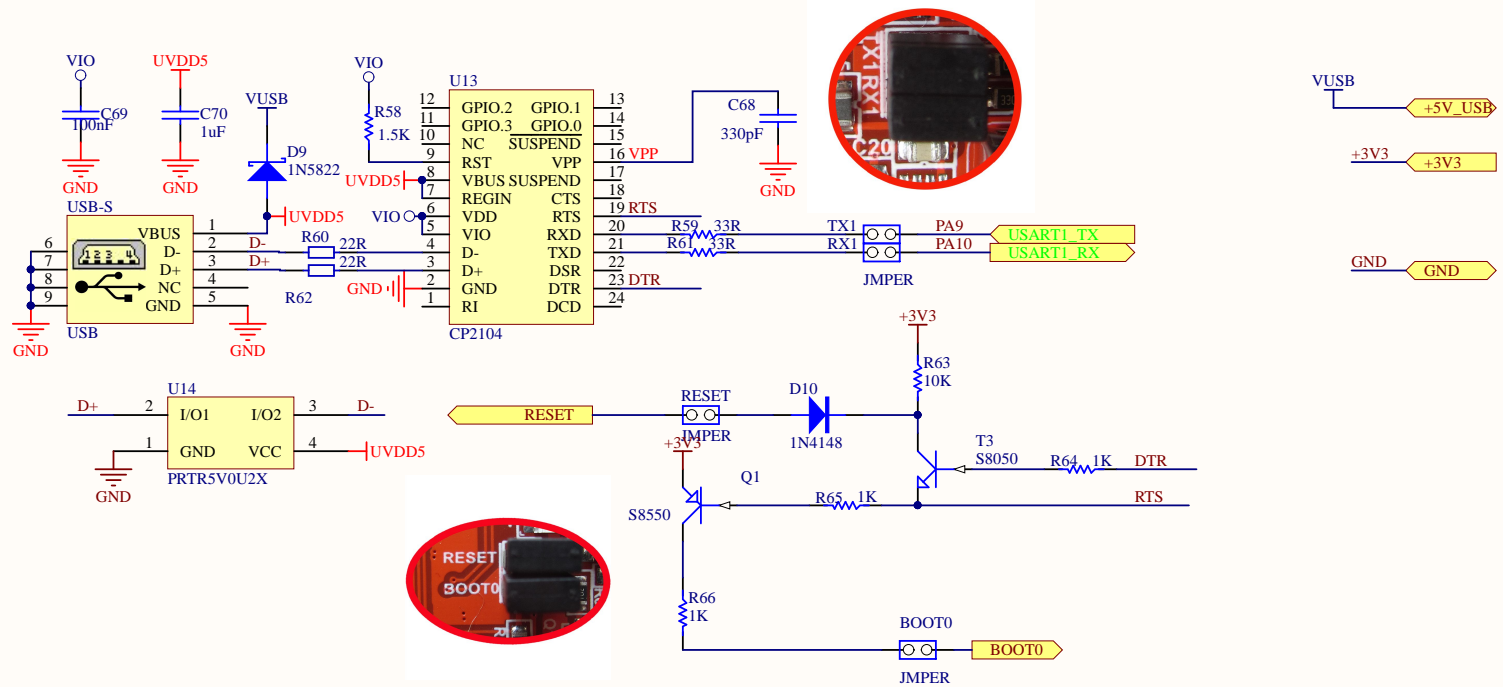 VIO
C69
100nF
GND
UVDD5
C70
1uF
GND
VUSB
D9
1N5822
UVDD5
USB-S
VBUS 1
D- 2 D-
D+ 3 D+
NC 4
GND 5
6
7
8
9
1 2 3 4
USB
GND
GND
R60 22R
22R
R62
VIO
R58
1.5K
UVDD5
VIO
GND
U13
12 GPIO.2 GPIO.1 13
11 GPIO.3 GPIO.0 14
10 NC SUSPEND 15
9 RST VPP 16 VPP
8 VBUS SUSPEND 17
7 REGIN CTS 18
6 VDD RTS 19 RTS
5 VIO RXD 20
4 D- TXD 21
3 D+ DSR 22
2 GND DTR 23 DTR
1 RI DCD 24
CP2104
C68
330pF
GND
TX1RX1
C20
R59 33R TX1 PA9 USART1_TX
R61 33R RX1 PA10 USART1_RX
JMPER
VUSB
+5V_USB
+3V3 +3V3
GND GND
U14
D+ 2 I/O1 I/O2 3 D-
1 GND VCC 4 UVDD5
PRTR5V0U2X
GND
RESET
RESET
JMPER
D10
1N4148
+3V3
R63
10K
T3
S8050
R64 1K DTR
RTS
+3V3
Q1
S8550
R65 1K
R66
1K
BOOT0
JMPER
BOOT0
RESET
BOOT0